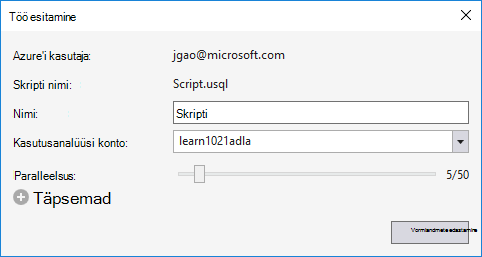 Töö esitamine
Azure'i kasutaja: jgao@microsoft.com
Skripti nimi: Script.usql
Nimi: Skripti
Kasutusanalüüsi konto: learn1021adla
Paralleelsus: 5/50
Täpsemad
Vormiandmete edastamine